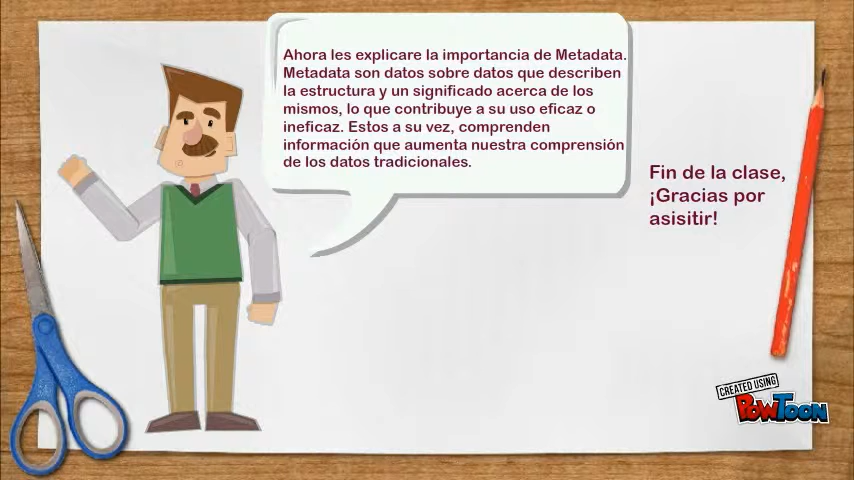 Ahora les explicare la importancia de Metadata.
Metadata son datos sobre datos que describen
la estructura y un significado acerca de los
mismos, lo que contribuye a su uso eficaz o
ineficaz. Estos a su vez, comprenden
información que aumenta nuestra comprensión
de los datos tradicionales.
Fin de la clase,
¡Gracias por
asisitir!
CREATED USING
POWTOON